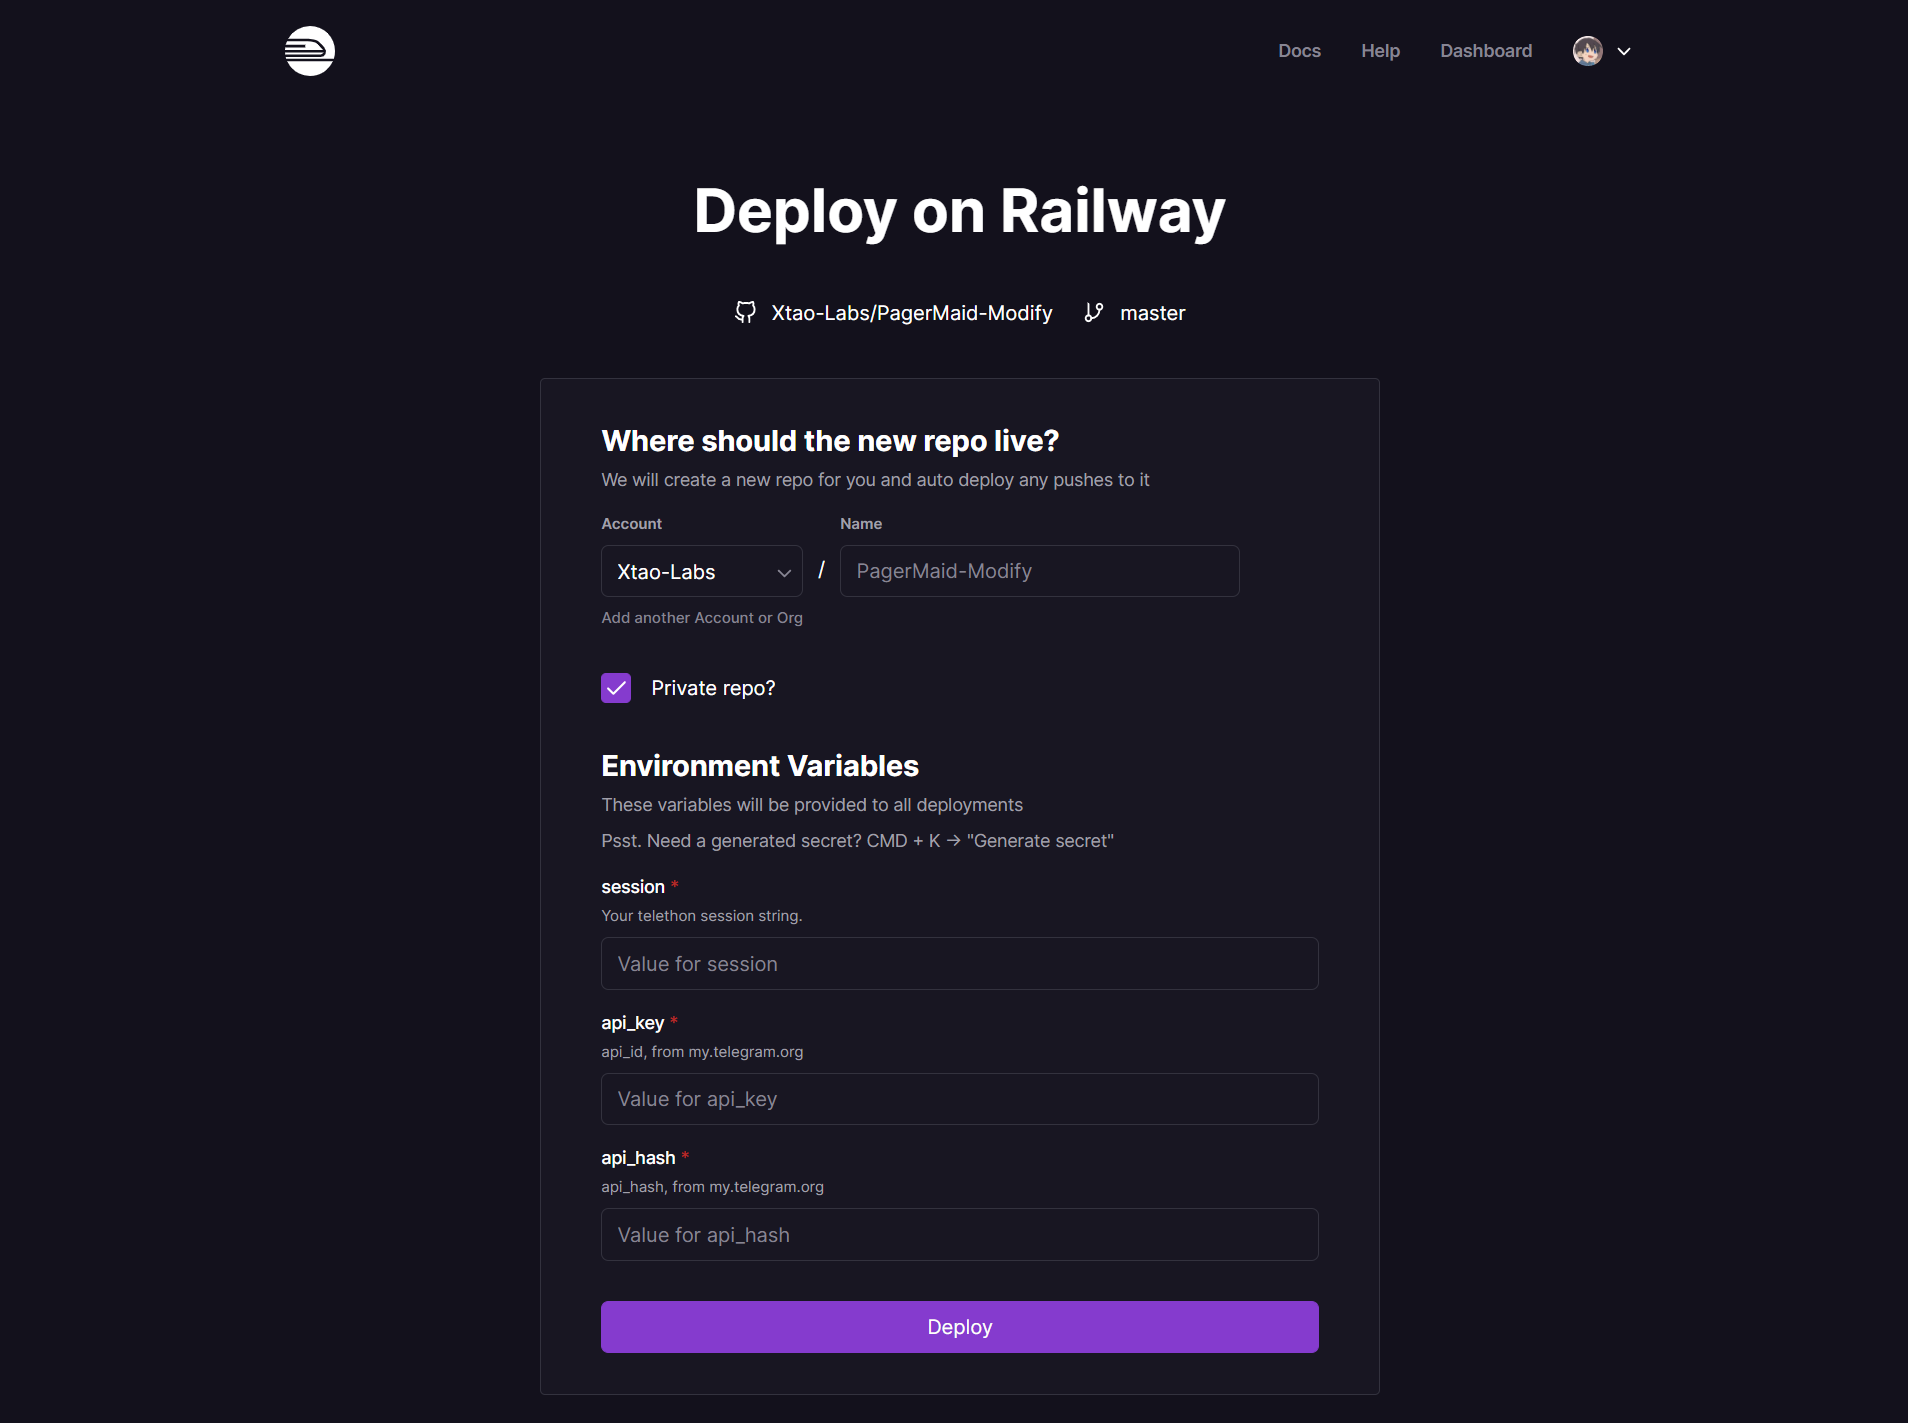 Docs Help Dashboard
Deploy on Railway
Xtao-Labs/PagerMaid-Modify master
Where should the new repo live?
We will create a new repo for you and auto deploy any pushes to it
Account Name
Xtao-Labs / PagerMaid-Modify
Add another Account or Org
Private repo?
Environment Variables
These variables will be provided to all deployments
Psst. Need a generated secret? CMD + K → "Generate secret"
session *
Your telethon session string.
Value for session
api_key *
api_id, from my.telegram.org
Value for api_key
api_hash *
api_hash, from my.telegram.org
Value for api_hash
Deploy